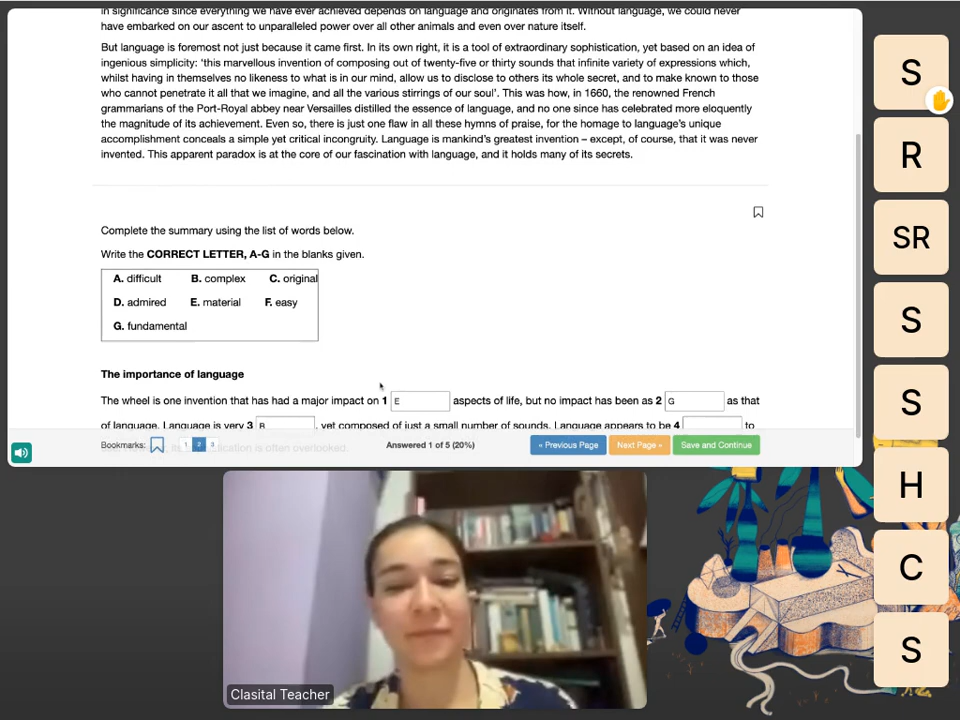 in significance since everything we have ever achieved depends on language and originates from it. Without language, we could never
have embarked on our ascent to unparalleled power over all other animals and even over nature itself.
But language is foremost not just because it came first. In its own right, it is a tool of extraordinary sophistication, yet based on an idea of
ingenious simplicity: 'this marvellous invention of composing out of twenty-five or thirty sounds that infinite variety of expressions which,
whilst having in themselves no likeness to what is in our mind, allow us to disclose to others its whole secret, and to make known to those
who cannot penetrate it all that we imagine, and all the various stirrings of our soul'. This was how, in 1660, the renowned French
grammarians of the Port-Royal abbey near Versailles distilled the essence of language, and no one since has celebrated more eloquently
the magnitude of its achievement. Even so, there is just one flaw in all these hymns of praise, for the homage to language's unique
accomplishment conceals a simple yet critical incongruity. Language is mankind's greatest invention – except, of course, that it was never
invented. This apparent paradox is at the core of our fascination with language, and it holds many of its secrets.
Complete the summary using the list of words below.
Write the CORRECT LETTER, A-G in the blanks given.
A. difficult B. complex C. original
D. admired E. material F. easy
G. fundamental
The importance of language
The wheel is one invention that has had a major impact on 1 E aspects of life, but no impact has been as 2 G as that
of language. Language is very 3 B , yet composed of just a small number of sounds. Language appears to be 4 to
its is often overlooked.
Bookmarks: 1 2 3 Answered 1 of 5 (20%) « Previous Page Next Page » Save and Continue
S
R
SR
S
S
H
C
S
Clasital Teacher